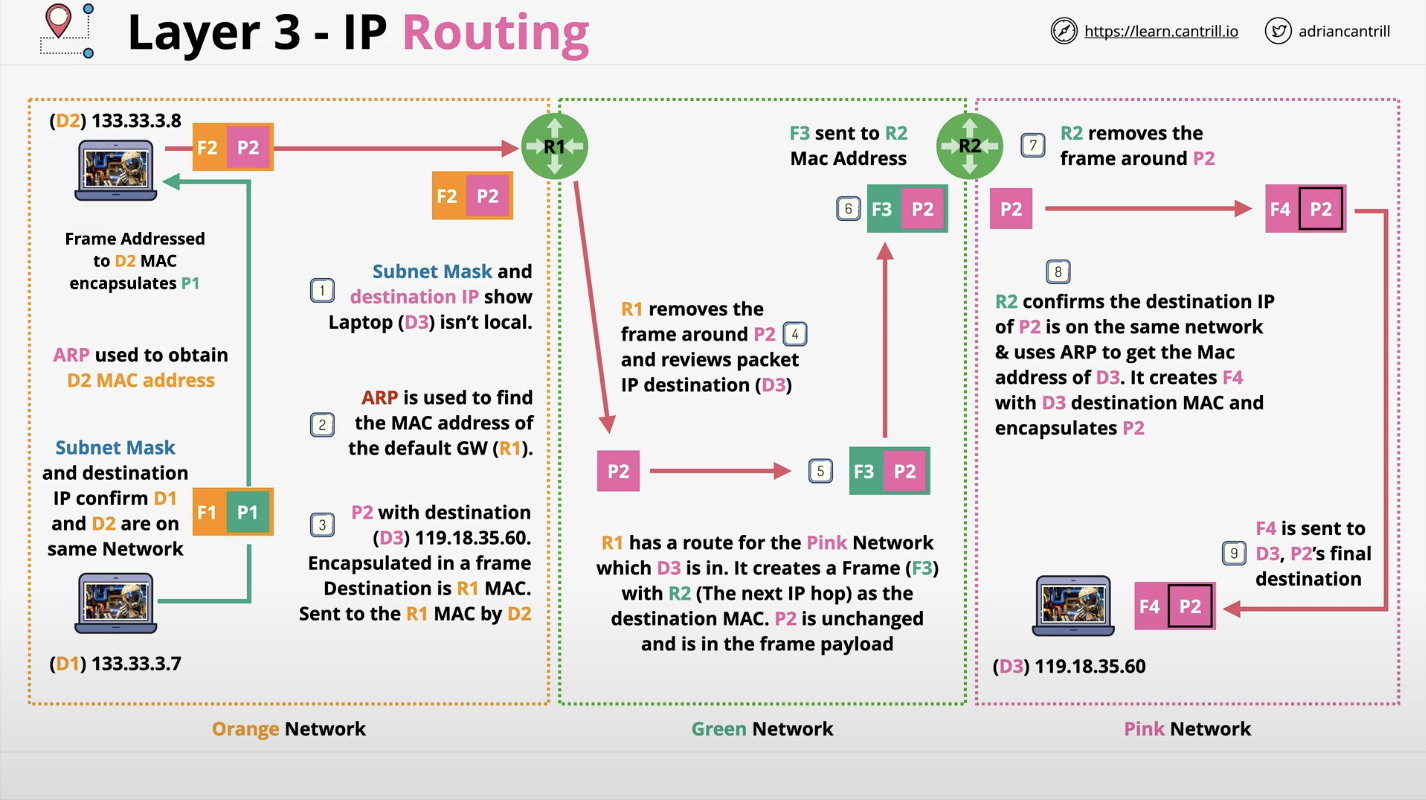 Layer 3 - IP Routing
https://learn.cantrill.io
adriancantrill
(D2) 133.33.3.8
F2 P2
R1
F2 P2
Frame Addressed
to D2 MAC
encapsulates P1
ARP used to obtain
D2 MAC address
Subnet Mask
and destination
IP confirm D1
and D2 are on
same Network
F1 P1
(D1) 133.33.3.7
1
Subnet Mask and
destination IP show
Laptop (D3) isn't local.
2
ARP is used to find
the MAC address of
the default GW (R1).
3
P2 with destination
(D3) 119.18.35.60.
Encapsulated in a frame
Destination is R1 MAC.
Sent to the R1 MAC by D2
Orange Network
F3 sent to R2
Mac Address
R2
6
F3 P2
R1 removes the
frame around P2 4
and reviews packet
IP destination (D3)
P2
5
F3 P2
R1 has a route for the Pink Network
which D3 is in. It creates a Frame (F3)
with R2 (The next IP hop) as the
destination MAC. P2 is unchanged
and is in the frame payload
Green Network
7
R2 removes the
frame around P2
P2
F4 P2
8
R2 confirms the destination IP
of P2 is on the same network
& uses ARP to get the Mac
address of D3. It creates F4
with D3 destination MAC and
encapsulates P2
9
F4 is sent to
D3, P2's final
destination
F4 P2
(D3) 119.18.35.60
Pink Network